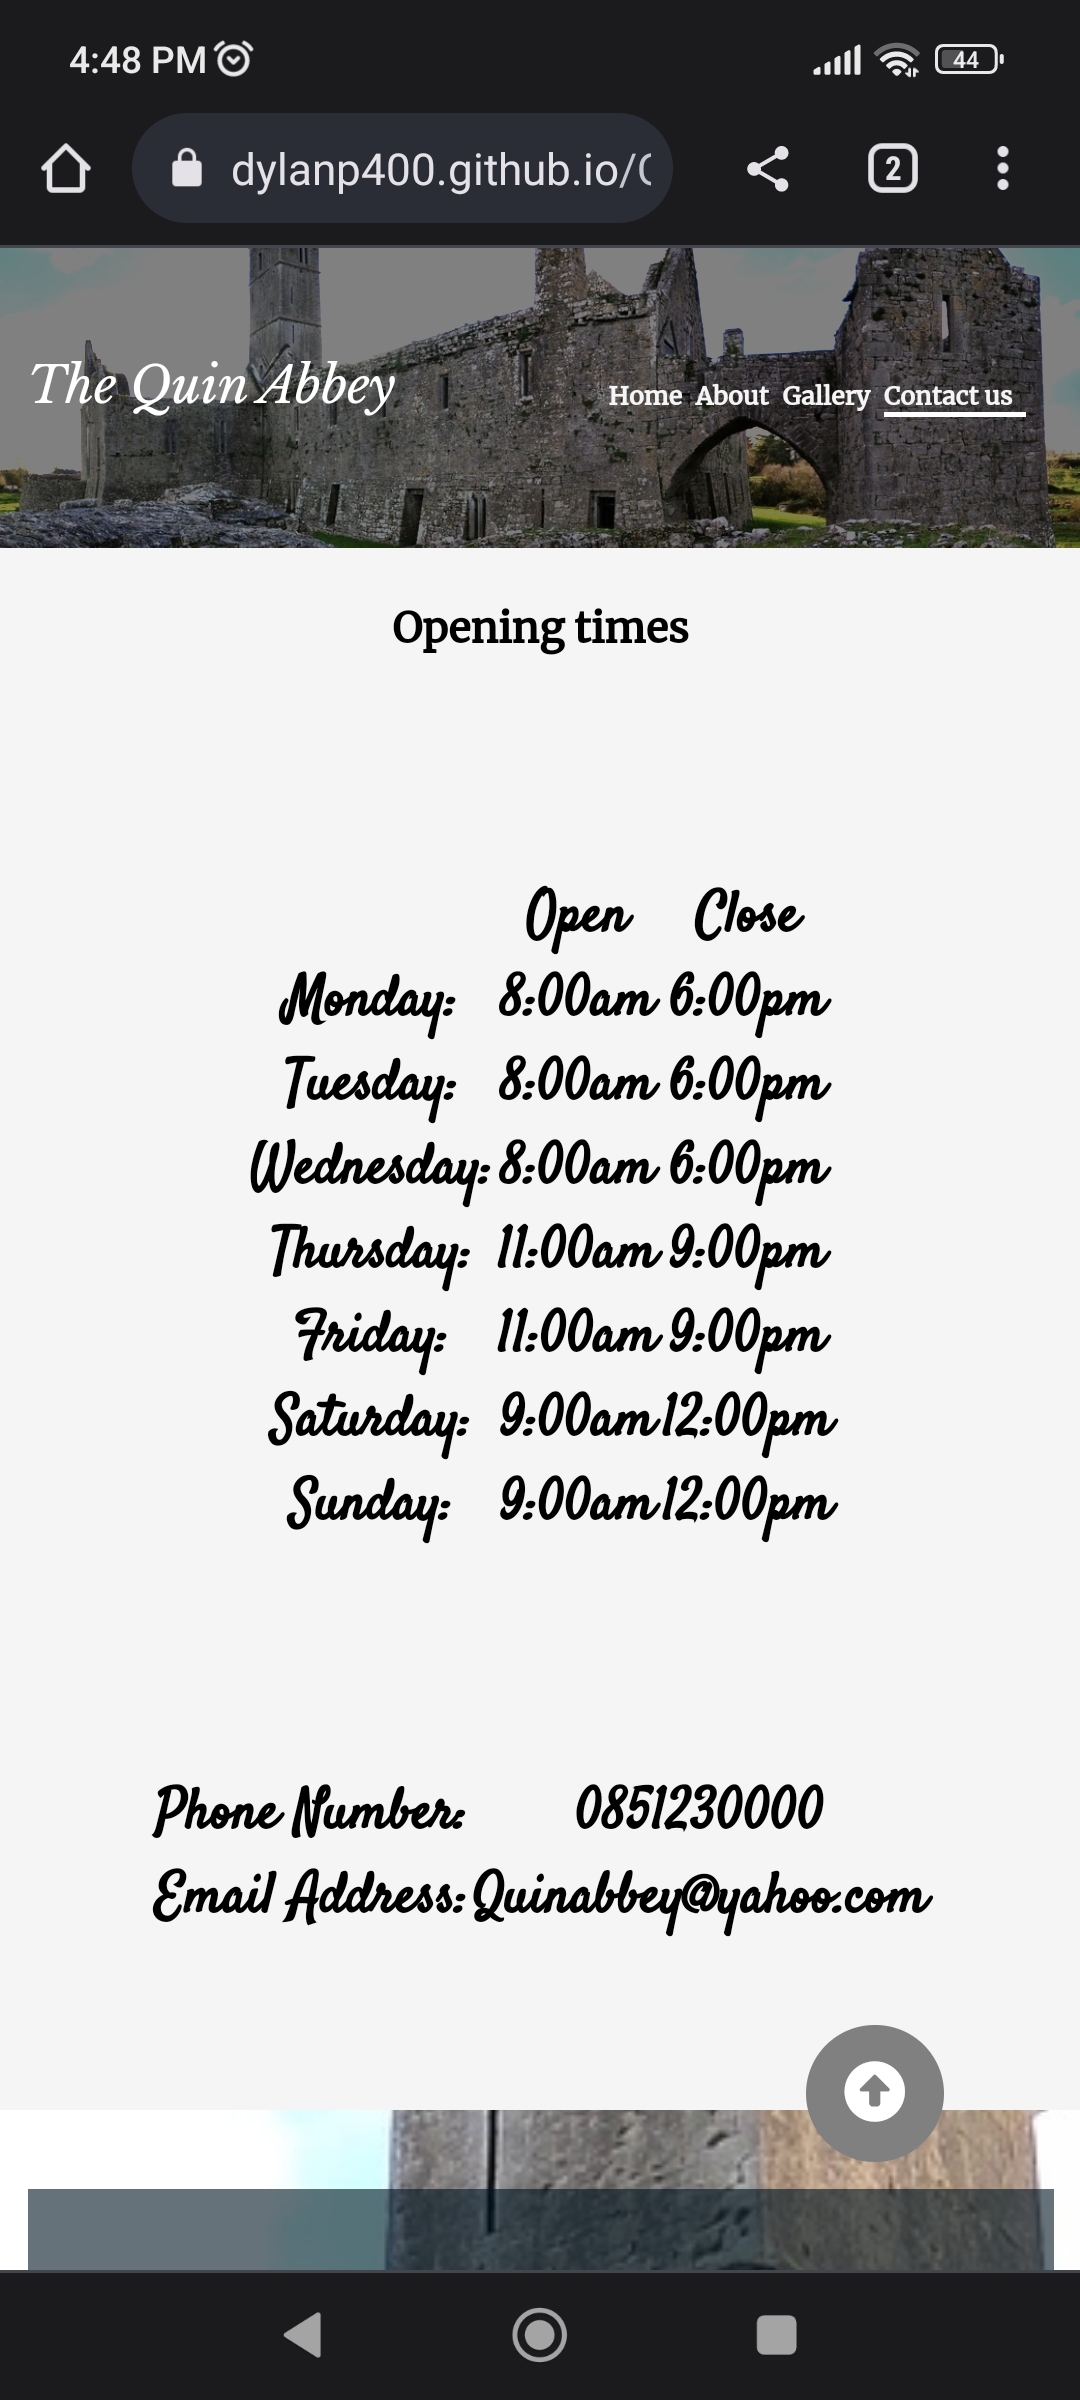 4:48 PM
44
dylanp400.github.io/
2
The Quin Abbey
Home About Gallery Contact us
Opening times
Open Close
Monday: 8:00am 6:00pm
Tuesday: 8:00am 6:00pm
Wednesday: 8:00am 6:00pm
Thursday: 11:00am 9:00pm
Friday: 11:00am 9:00pm
Saturday: 9:00am 12:00pm
Sunday: 9:00am 12:00pm
Phone Number: 0851230000
Email Address: Quinabbey@yahoo.com